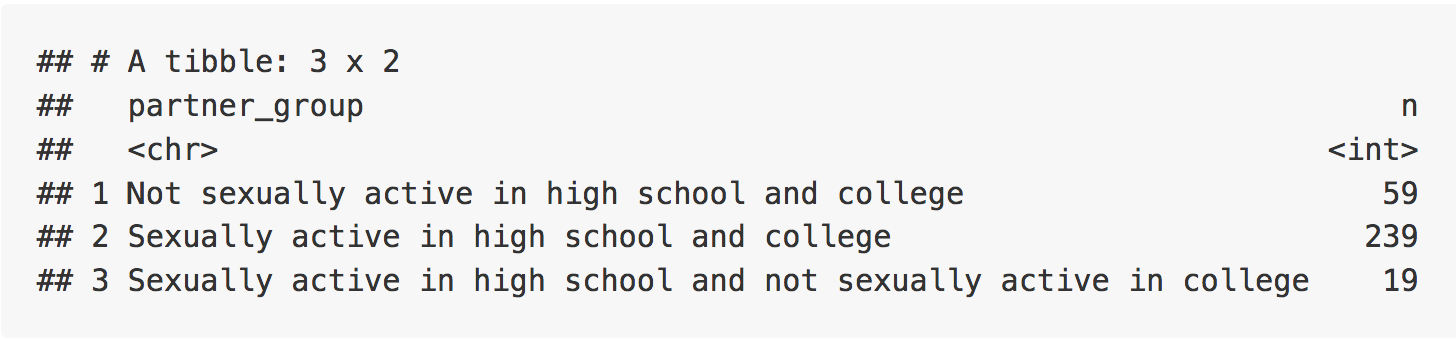 ## # A tibble: 3 x 2
##   partner_group                                                    n
##   <chr>                                                        <int>
## 1 Not sexually active in high school and college                  59
## 2 Sexually active in high school and college                     239
## 3 Sexually active in high school and not sexually active in college    19